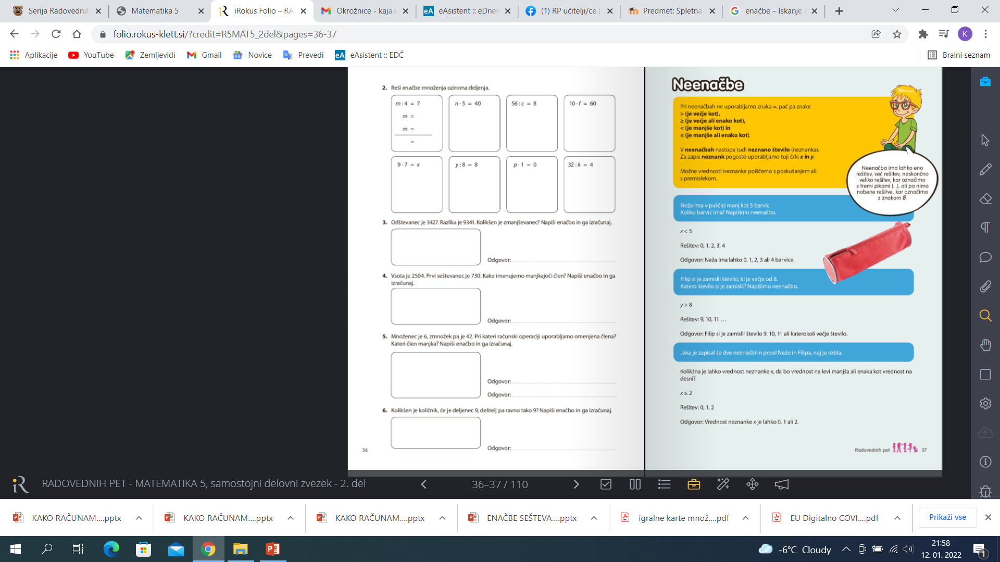 Serija Radovednih
Matematika 5
iRokus Folio – RA
Okrožnice - kaja.k
eAsistent :: eDnev
(1) RP učitelji/ce |
Predmet: Spletna
enačbe – Iskanje
folio.rokus-klett.si/?credit=R5MAT5_2del&pages=36-37
K
Aplikacije
YouTube
Zemljevidi
Gmail
Novice
Prevedi
eA eAsistent :: EDČ
Bralni seznam
2. Reši enačbe množenja oziroma deljenja.
m : 4 = 7
m =
m =
=
n · 5 = 40
56 : c = 8
10 · f = 60
9 · 7 = x
y : 8 = 8
p · 1 = 0
32 : k = 4
3. Odštevanec je 3427. Razlika je 9341. Kolikšen je zmanjševanec? Napiši enačbo in ga izračunaj.
Odgovor:
4. Vsota je 2504. Prvi seštevanec je 730. Kako imenujemo manjkajoči člen? Napiši enačbo in ga
izračunaj.
Odgovor:
5. Množenec je 6, zmnožek pa je 42. Pri kateri računski operaciji uporabljamo omenjena člena?
Kateri člen manjka? Napiši enačbo in ga izračunaj.
Odgovor:
Odgovor:
6. Kolikšen je količnik, če je deljenec 9, delitelj pa ravno tako 9? Napiši enačbo in ga izračunaj.
Odgovor:
36
Neenačbe
Pri neenačbah ne uporabljamo znaka =, pač pa znake
> (je večje kot),
≥ (je večje ali enako kot),
< (je manjše kot) in
≤ (je manjše ali enako kot).
V neenačbah nastopa tudi neznano število (neznanka).
Za zapis neznank pogosto uporabljamo tuji črki x in y.
Možne vrednosti neznanke poiščemo s poskušanjem ali
s premislekom.
Neenačba ima lahko eno
rešitev, več rešitev, neskončno
veliko rešitev, kar označimo
s tremi pikami (...), ali pa nima
nobene rešitve, kar označimo
z znakom Ø.
Neža ima v puščici manj kot 5 barvic.
Koliko barvic ima? Napišimo neenačbo.
x < 5
Rešitev: 0, 1, 2, 3, 4
Odgovor: Neža ima lahko 0, 1, 2, 3 ali 4 barvice.
Filip si je zamislil število, ki je večje od 8.
Katero število si je zamislil? Napišimo neenačbo.
y > 8
Rešitev: 9, 10, 11 …
Odgovor: Filip si je zamislil število 9, 10, 11 ali katerokoli večje število.
Jaka je zapisal še dve neenačbi in prosil Nežo in Filipa, naj ju rešita.
Kolikšna je lahko vrednost neznanke x, da bo vrednost na levi manjša ali enaka kot vrednost na
desni?
x ≤ 2
Rešitev: 0, 1, 2
Odgovor: Vrednost neznanke x je lahko 0, 1 ali 2.
Radovednih pet 37
iR RADOVEDNIH PET - MATEMATIKA 5, samostojni delovni zvezek - 2. del
36–37 / 110
KAKO RAČUNAM....pptx
KAKO RAČUNAM....pptx
KAKO RAČUNAM....pptx
ENAČBE SEŠTEVA....pptx
igralne karte množ....pdf
EU Digitalno COVI....pdf
Prikaži vse
-6°C Cloudy
21:58
12. 01. 2022
1